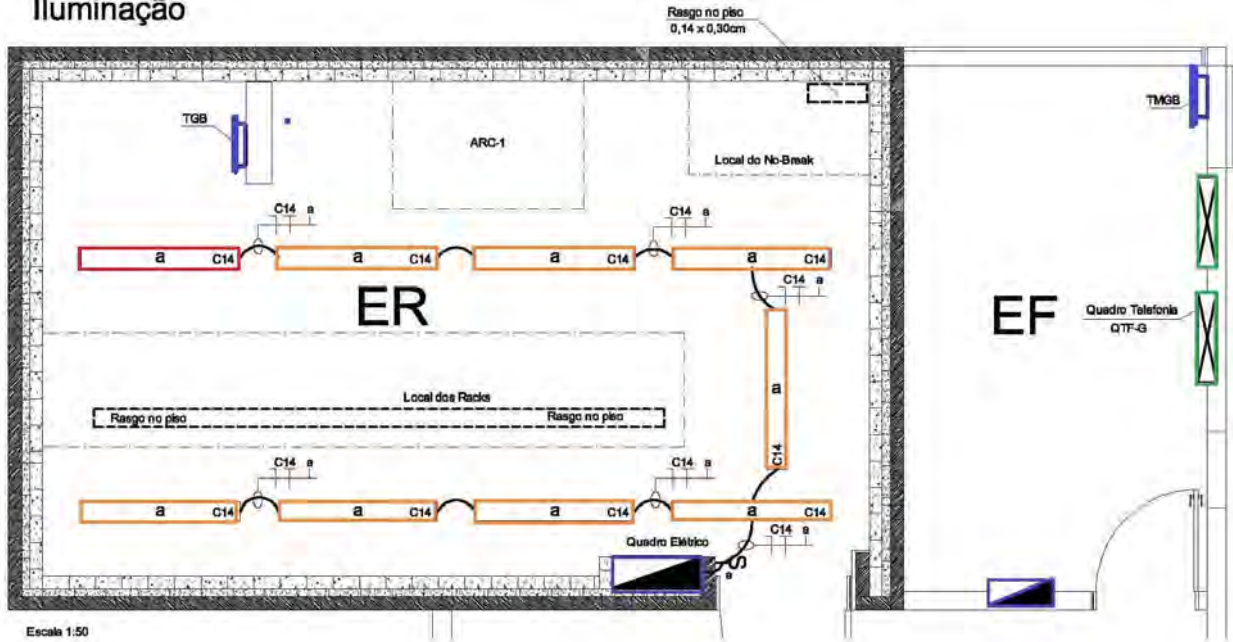 Iluminação
Rasgo no piso
0,14 x 0,30cm
TGB
ARC-1
Local do No-Break
TMGB
C14 a
C14 a
a C14
a C14
a C14
a C14
C14 a
ER
EF
Quadro Telefonia
QTF-G
a
C14
Local dos Racks
Rasgo no piso
Rasgo no piso
C14 a
C14 a
a C14
a C14
a C14
a C14
C14 a
Quadro Elétrico
S
a
Escala 1:50